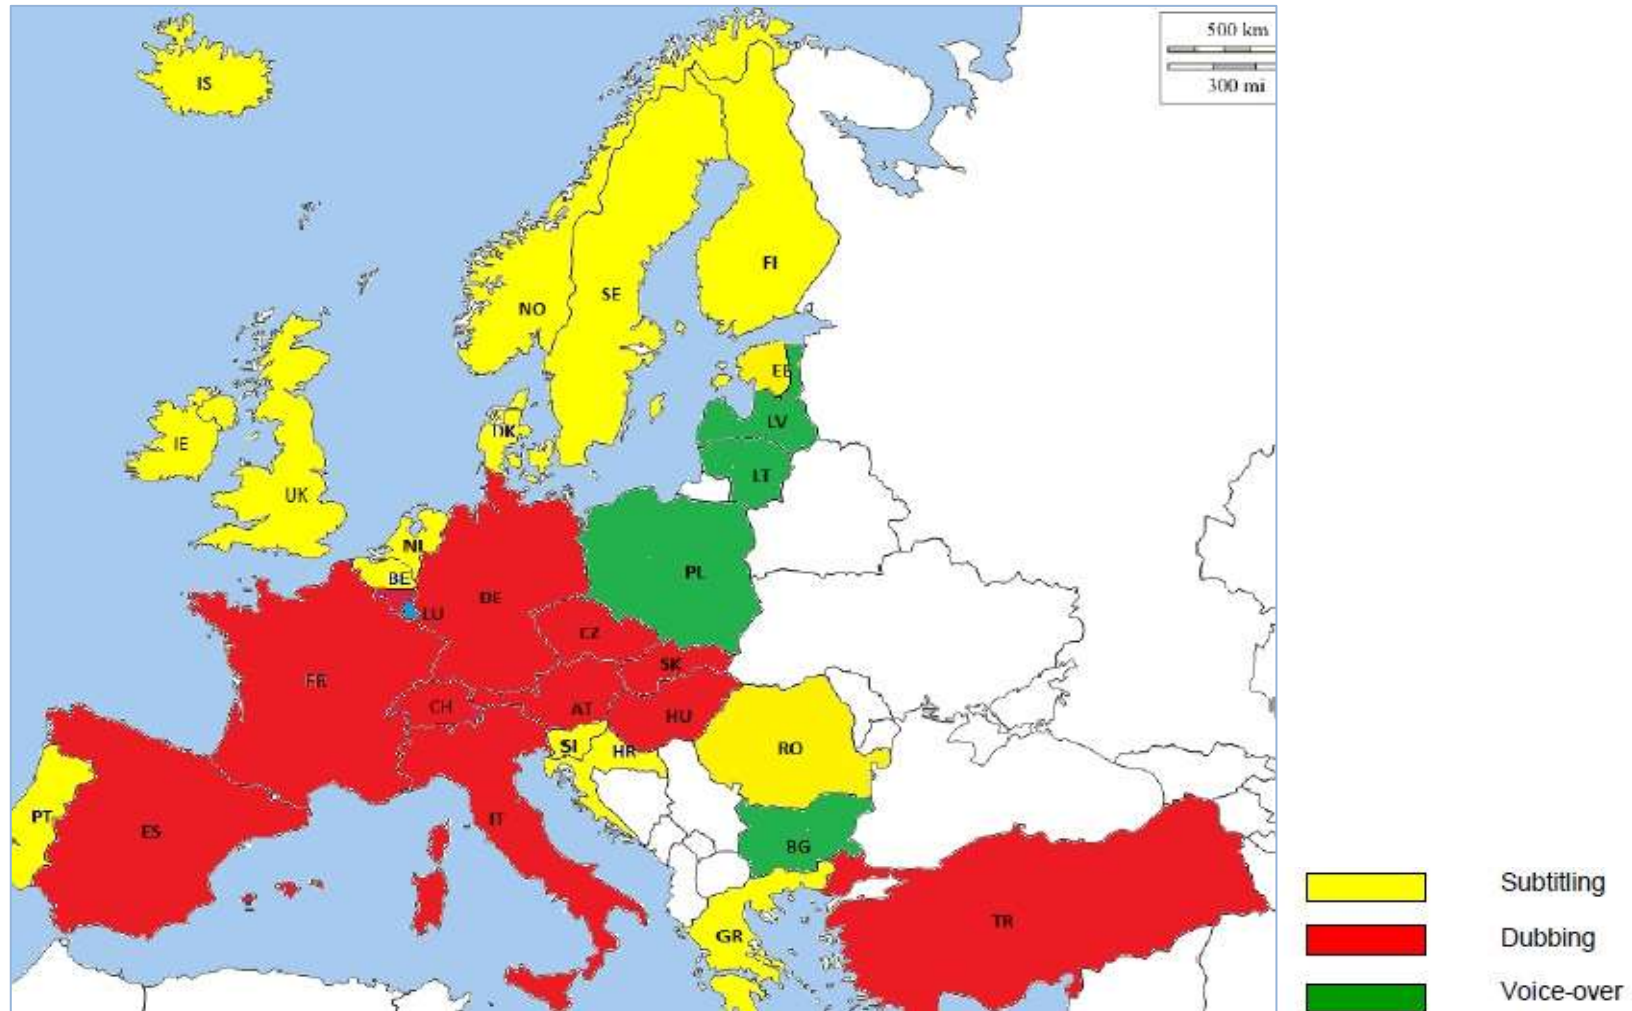 500 km
300 mi
IS
FI
SE
NO
EE
DK
LV
IE
LT
UK
NL
PL
BE
DE
LU
CZ
SK
FR
CH
AT
HU
SI
HR
RO
PT
IT
ES
BG
Subtitling
TR
GR
Dubbing
Voice-over